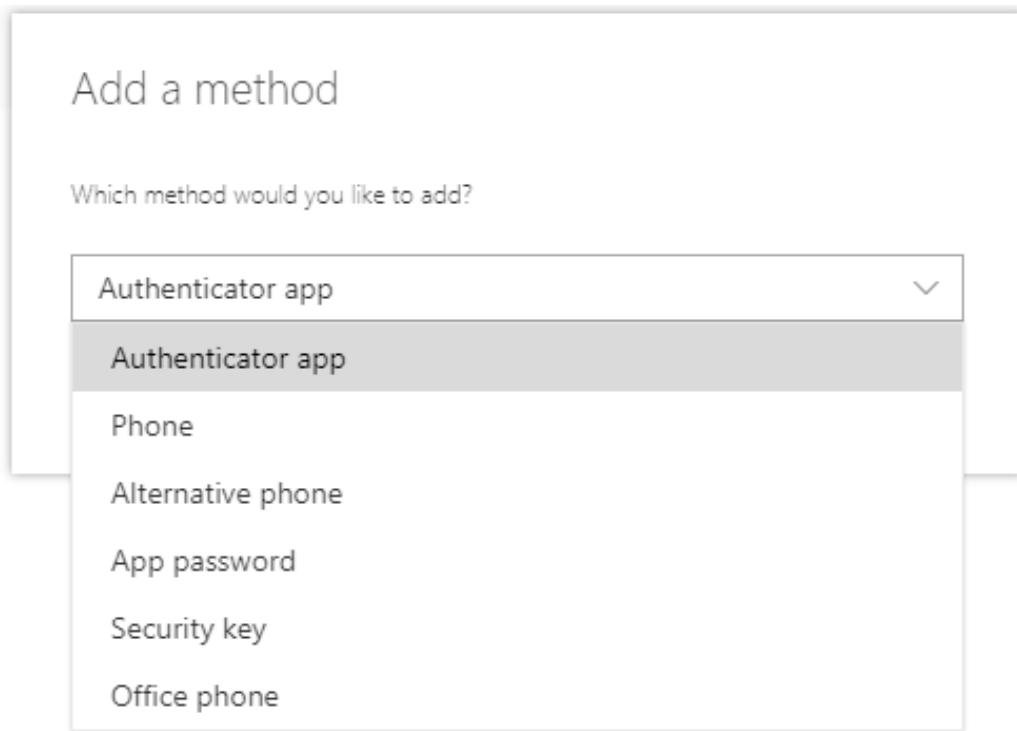 Add a method
Which method would you like to add?
Authenticator app
Authenticator app
Phone
Alternative phone
App password
Security key
Office phone